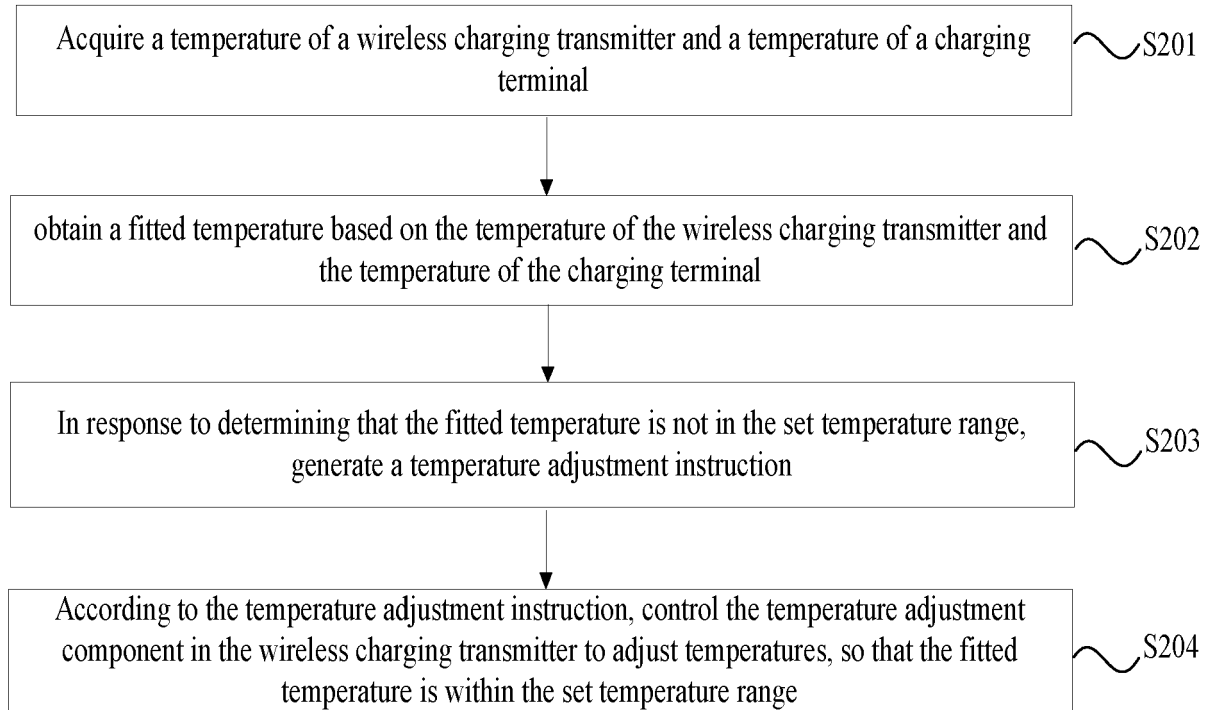 Acquire a temperature of a wireless charging transmitter and a temperature of a charging
terminal
S201
obtain a fitted temperature based on the temperature of the wireless charging transmitter and
the temperature of the charging terminal
S202
In response to determining that the fitted temperature is not in the set temperature range,
generate a temperature adjustment instruction
S203
According to the temperature adjustment instruction, control the temperature adjustment
component in the wireless charging transmitter to adjust temperatures, so that the fitted
temperature is within the set temperature range
S204